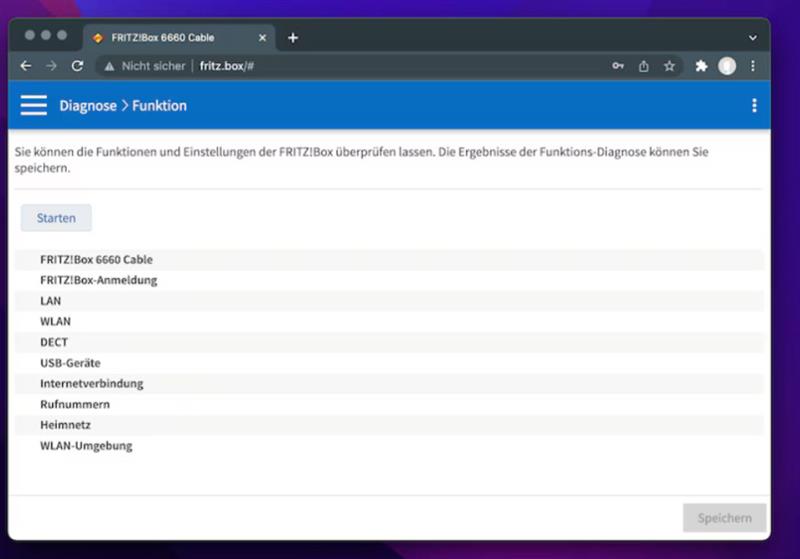 FRITZ!Box 6660 Cable
Nicht sicher | fritz.box/#
Diagnose > Funktion
Sie können die Funktionen und Einstellungen der FRITZ!Box überprüfen lassen. Die Ergebnisse der Funktions-Diagnose können Sie
speichern.
Starten
FRITZ!Box 6660 Cable
FRITZ!Box-Anmeldung
LAN
WLAN
DECT
USB-Geräte
Internetverbindung
Rufnummern
Heimnetz
WLAN-Umgebung
Speichern